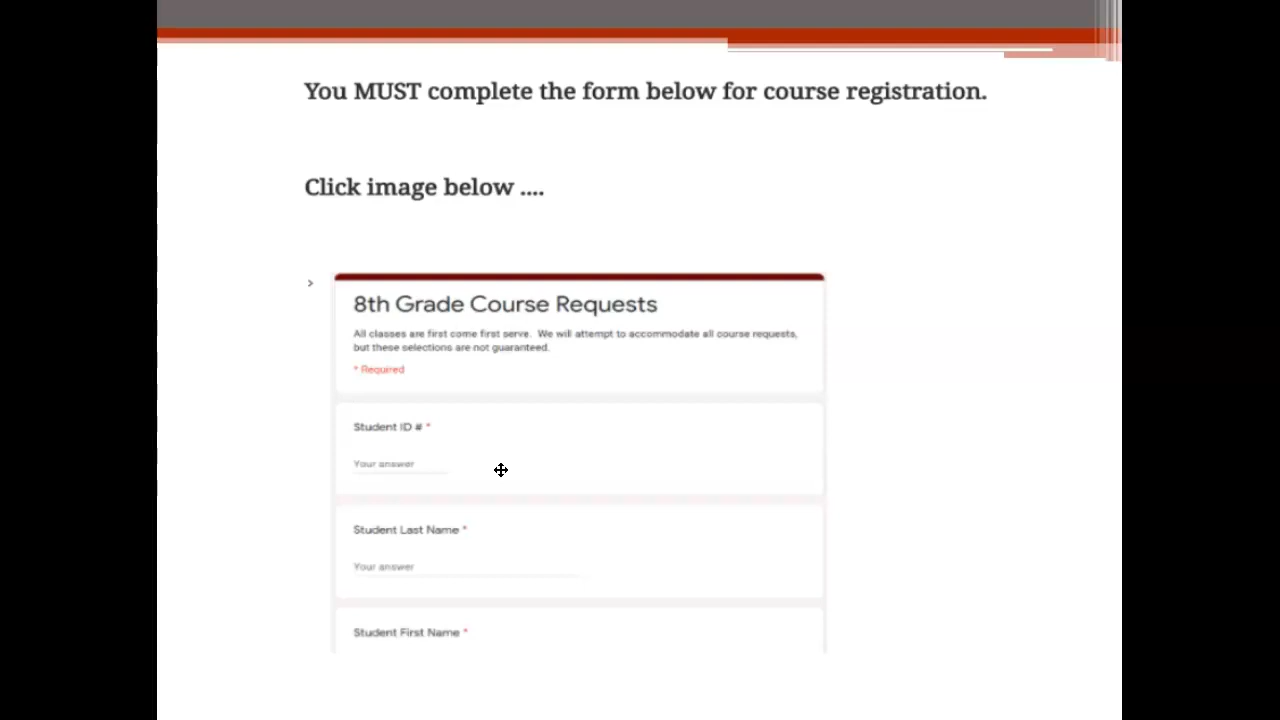 You MUST complete the form below for course registration.
Click image below ....
8th Grade Course Requests
All classes are first come first serve. We will attempt to accommodate all course requests,
but these selections are not guaranteed.
* Required
Student ID # *
Your answer
Student Last Name *
Your answer
Student First Name *